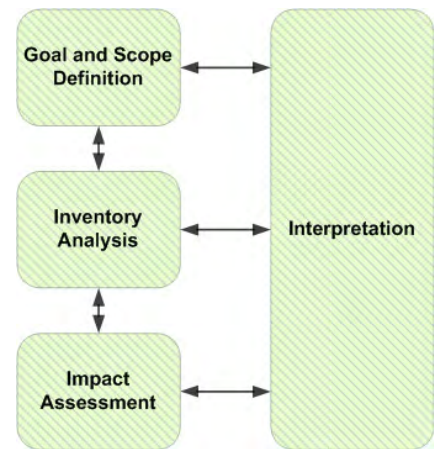 Goal and Scope
Definition
Inventory
Analysis
Interpretation
Impact
Assessment